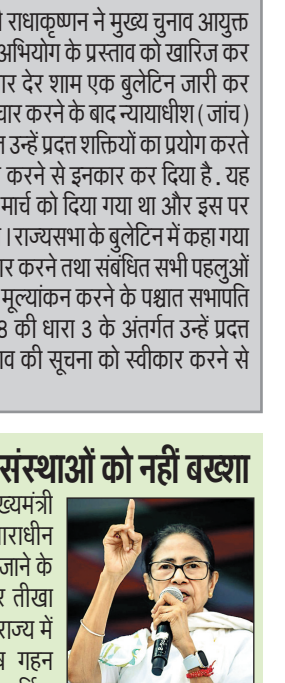 राधाकृष्णन ने मुख्य चुनाव आयुक्त
अभियोग के प्रस्ताव को खारिज कर
देर शाम एक बुलेटिन जारी कर
करने के बाद न्यायाधीश (जांच)
उन्हें प्रदत्त शक्तियों का प्रयोग करते
करने से इनकार कर दिया है . यह
मार्च को दिया गया था और इस पर
। राज्यसभा के बुलेटिन में कहा गया
करने तथा संबंधित सभी पहलुओं
मूल्यांकन करने के पश्चात सभापति
की धारा 3 के अंतर्गत उन्हें प्रदत्त
की सूचना को स्वीकार करने से
संस्थाओं को नहीं बख्शा
जाने के
तीखा
राज्य में
गहन